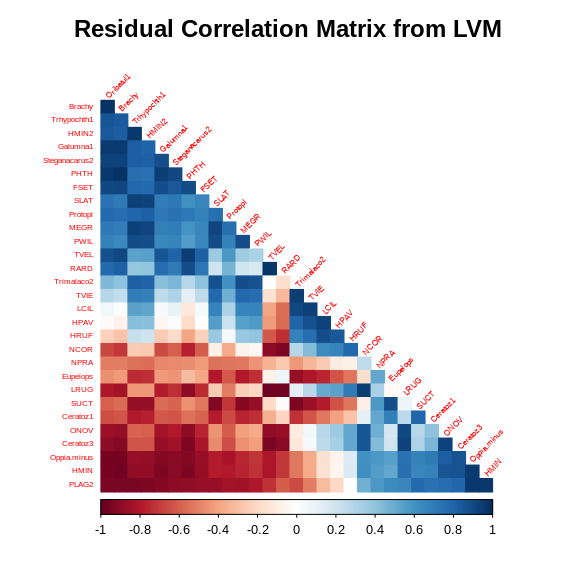 Residual Correlation Matrix from LVM
Oribatul1
Brachy
Trhypochth1
HMIN2
Galumna1
Steganacarus2
PHTH
FSET
SLAT
Protopl
MEGR
PWIL
TVEL
RARD
Trimalaco2
TVIE
LCIL
HPAV
HRUF
NCOR
NPRA
Eupelops
LRUG
SUCT
Ceratoz1
ONOV
Ceratoz3
Oppia.minus
HMIN
Brachy
Trhypochth1
HMIN2
Galumna1
Steganacarus2
PHTH
FSET
SLAT
Protopl
MEGR
PWIL
TVEL
RARD
Trimalaco2
TVIE
LCIL
HPAV
HRUF
NCOR
NPRA
Eupelops
LRUG
SUCT
Ceratoz1
ONOV
Ceratoz3
Oppia.minus
HMIN
PLAG2
-1 -0.8 -0.6 -0.4 -0.2 0 0.2 0.4 0.6 0.8 1